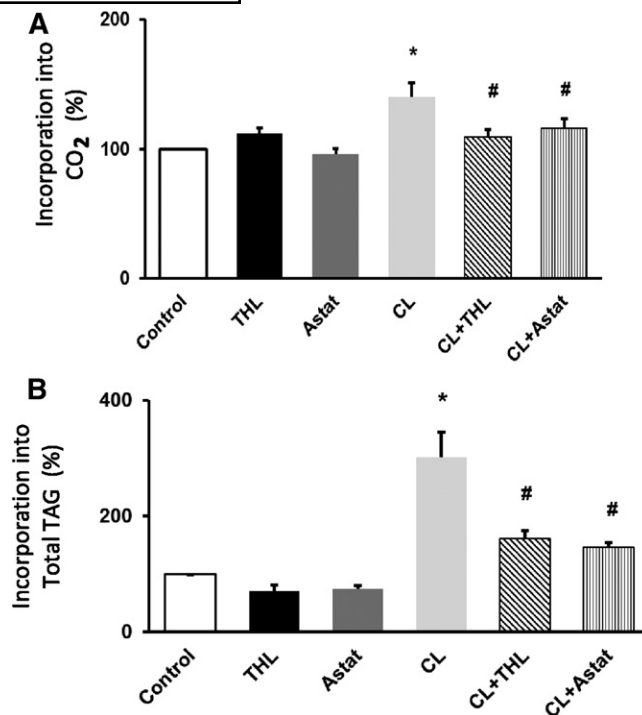 A
Incorporation into
CO₂ (%)
200
100
0
*
#
#
Control
THL
Astat
CL
CL+THL
CL+Astat
B
Incorporation into
Total TAG (%)
400
200
0
*
#
#
Control
THL
Astat
CL
CL+THL
CL+Astat